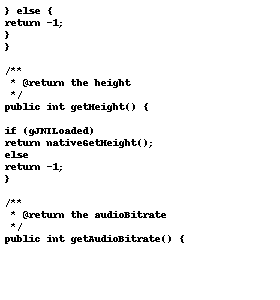 } else {
return -1;
}
}

/**
 * @return the height
 */
public int getHeight() {

if (gJNILoaded)
return nativeGetHeight();
else
return -1;
}

/**
 * @return the audioBitrate
 */
public int getAudioBitrate() {